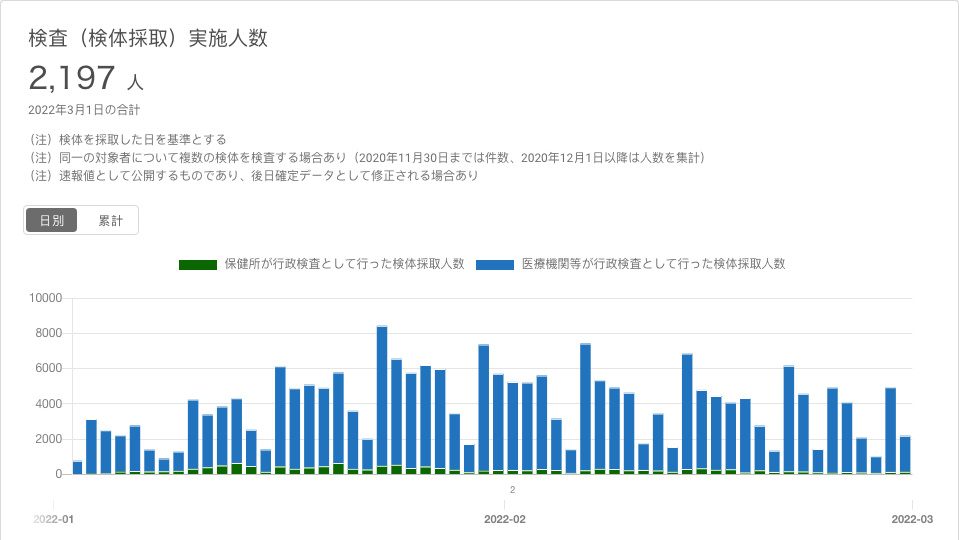 検査（検体採取）実施人数
2,197 人
2022年3月1日の合計
（注）検体を採取した日を基準とする
（注）同一の対象者について複数の検体を検査する場合あり（2020年11月30日までは件数、2020年12月1日以降は人数を集計）
（注）速報値として公開するものであり、後日確定データとして修正される場合あり
日別 累計
保健所が行政検査として行った検体採取人数 医療機関等が行政検査として行った検体採取人数
10000
8000
6000
4000
2000
0
2
2022-01 2022-02 2022-03